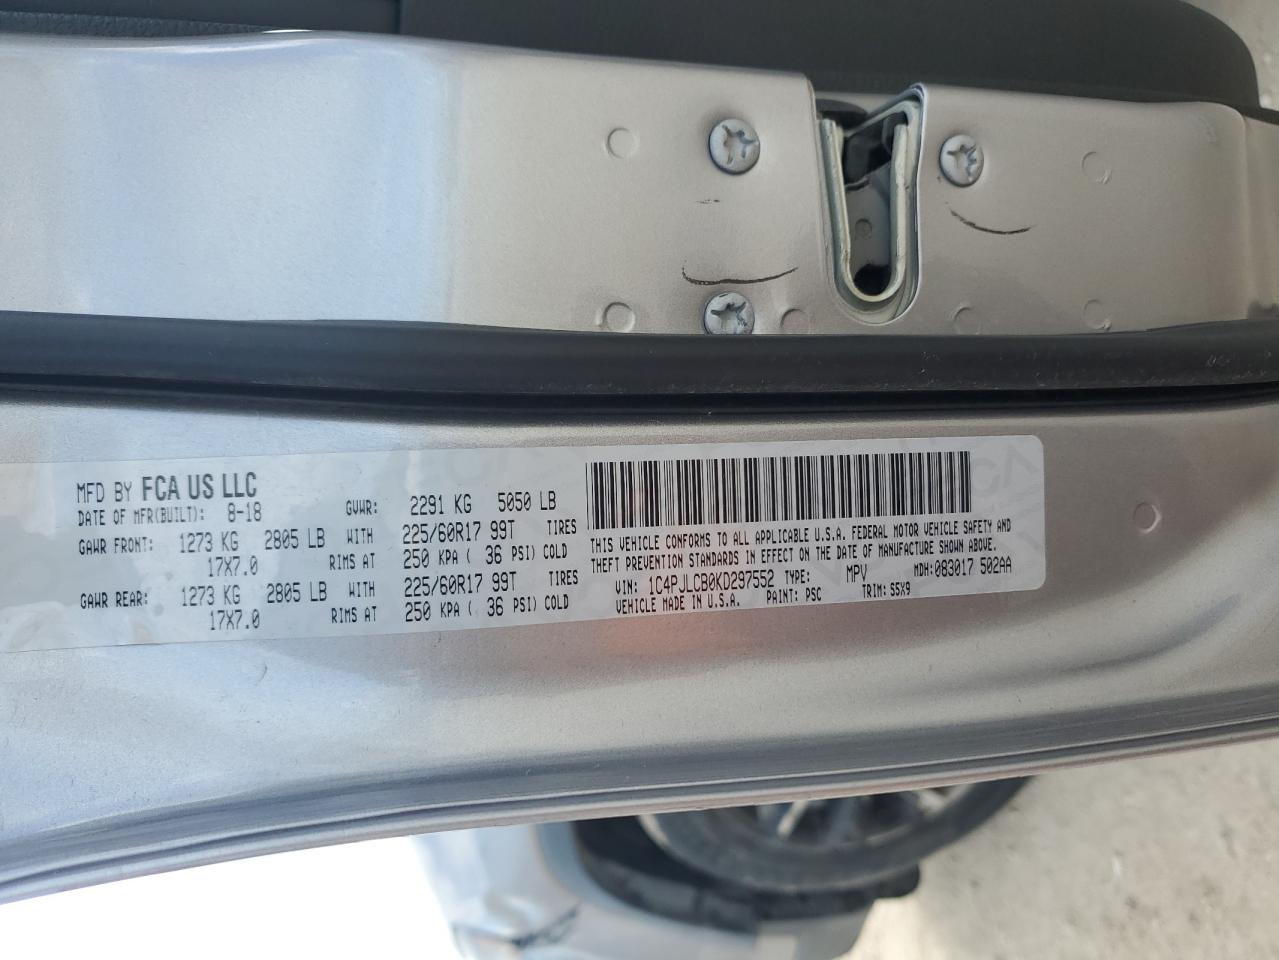 MFD BY FCA US LLC
DATE OF MFR(BUILT): 8-18 GVWR: 2291 KG 5050 LB
GAWR FRONT: 1273 KG 2805 LB WITH 225/60R17 99T TIRES
17X7.0 RIMS AT 250 KPA ( 36 PSI) COLD
GAWR REAR: 1273 KG 2805 LB WITH 225/60R17 99T TIRES
17X7.0 RIMS AT 250 KPA ( 36 PSI) COLD
THIS VEHICLE CONFORMS TO ALL APPLICABLE U.S.A. FEDERAL MOTOR VEHICLE SAFETY AND
THEFT PREVENTION STANDARDS IN EFFECT ON THE DATE OF MANUFACTURE SHOWN ABOVE.
VIN: 1C4PJLCB0KD297552 TYPE: MPV MDH: 083017 502AA
VEHICLE MADE IN U.S.A. PAINT: PSC TRIM: S5X9